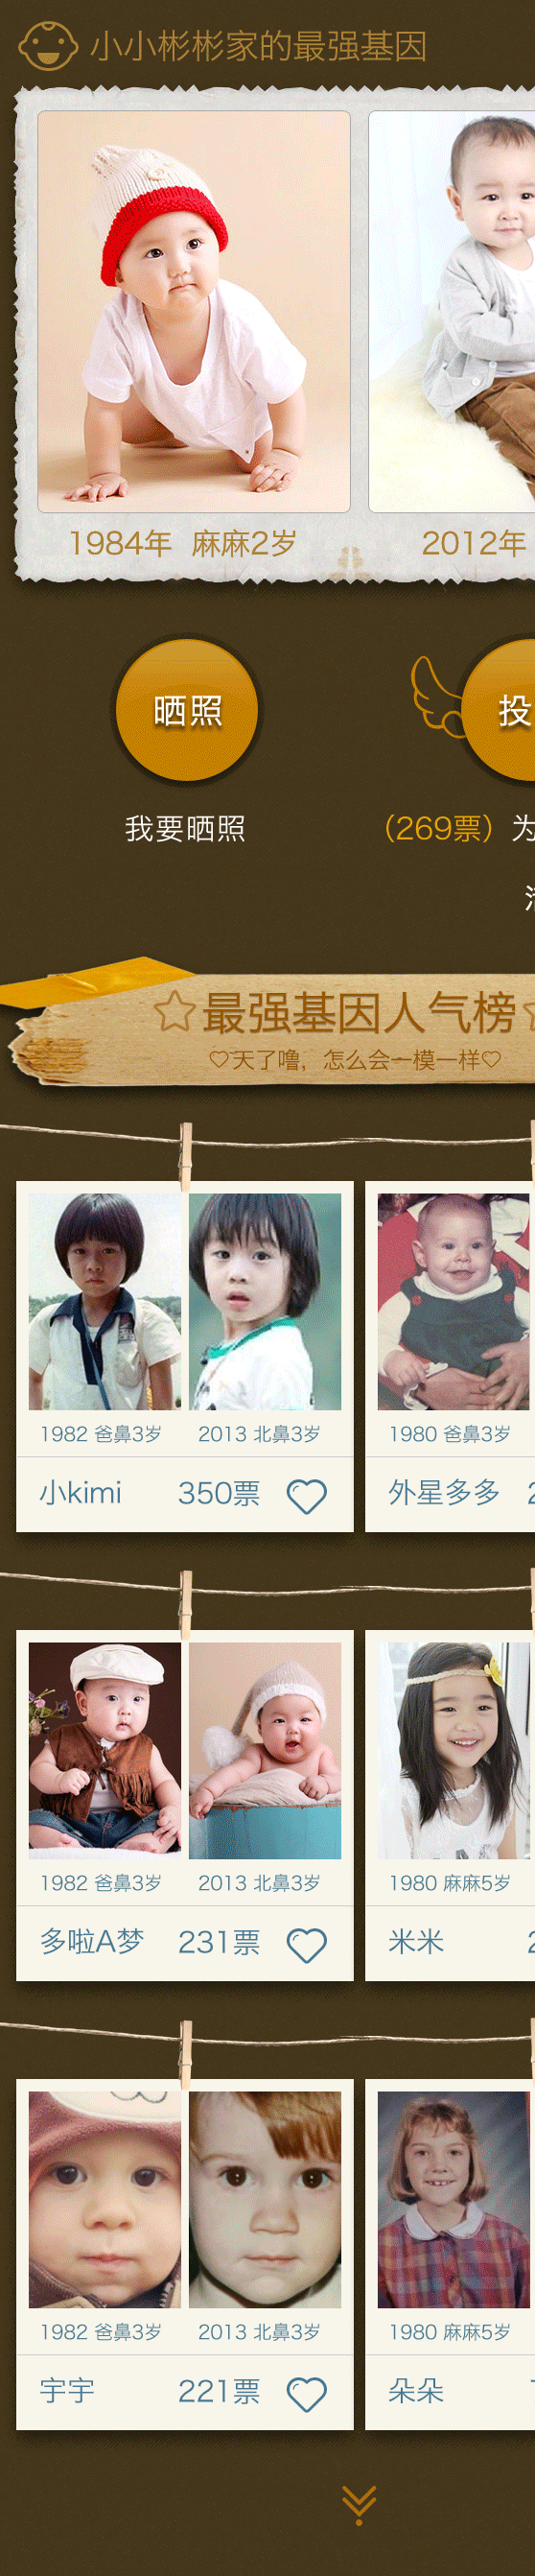 小小彬彬家的最强基因
1984年 麻麻2岁
2012年
晒照
投
我要晒照
(269票) 为
最强基因人气榜
♡天了噜，怎么会一模一样♡
1982 爸鼻3岁 2013 北鼻3岁
1980 爸鼻3岁
小kimi 350票
外星多多 2
1982 爸鼻3岁 2013 北鼻3岁
1980 麻麻5岁
多啦A梦 231票
米米 2
1982 爸鼻3岁 2013 北鼻3岁
1980 麻麻5岁
宇宇 221票
朵朵